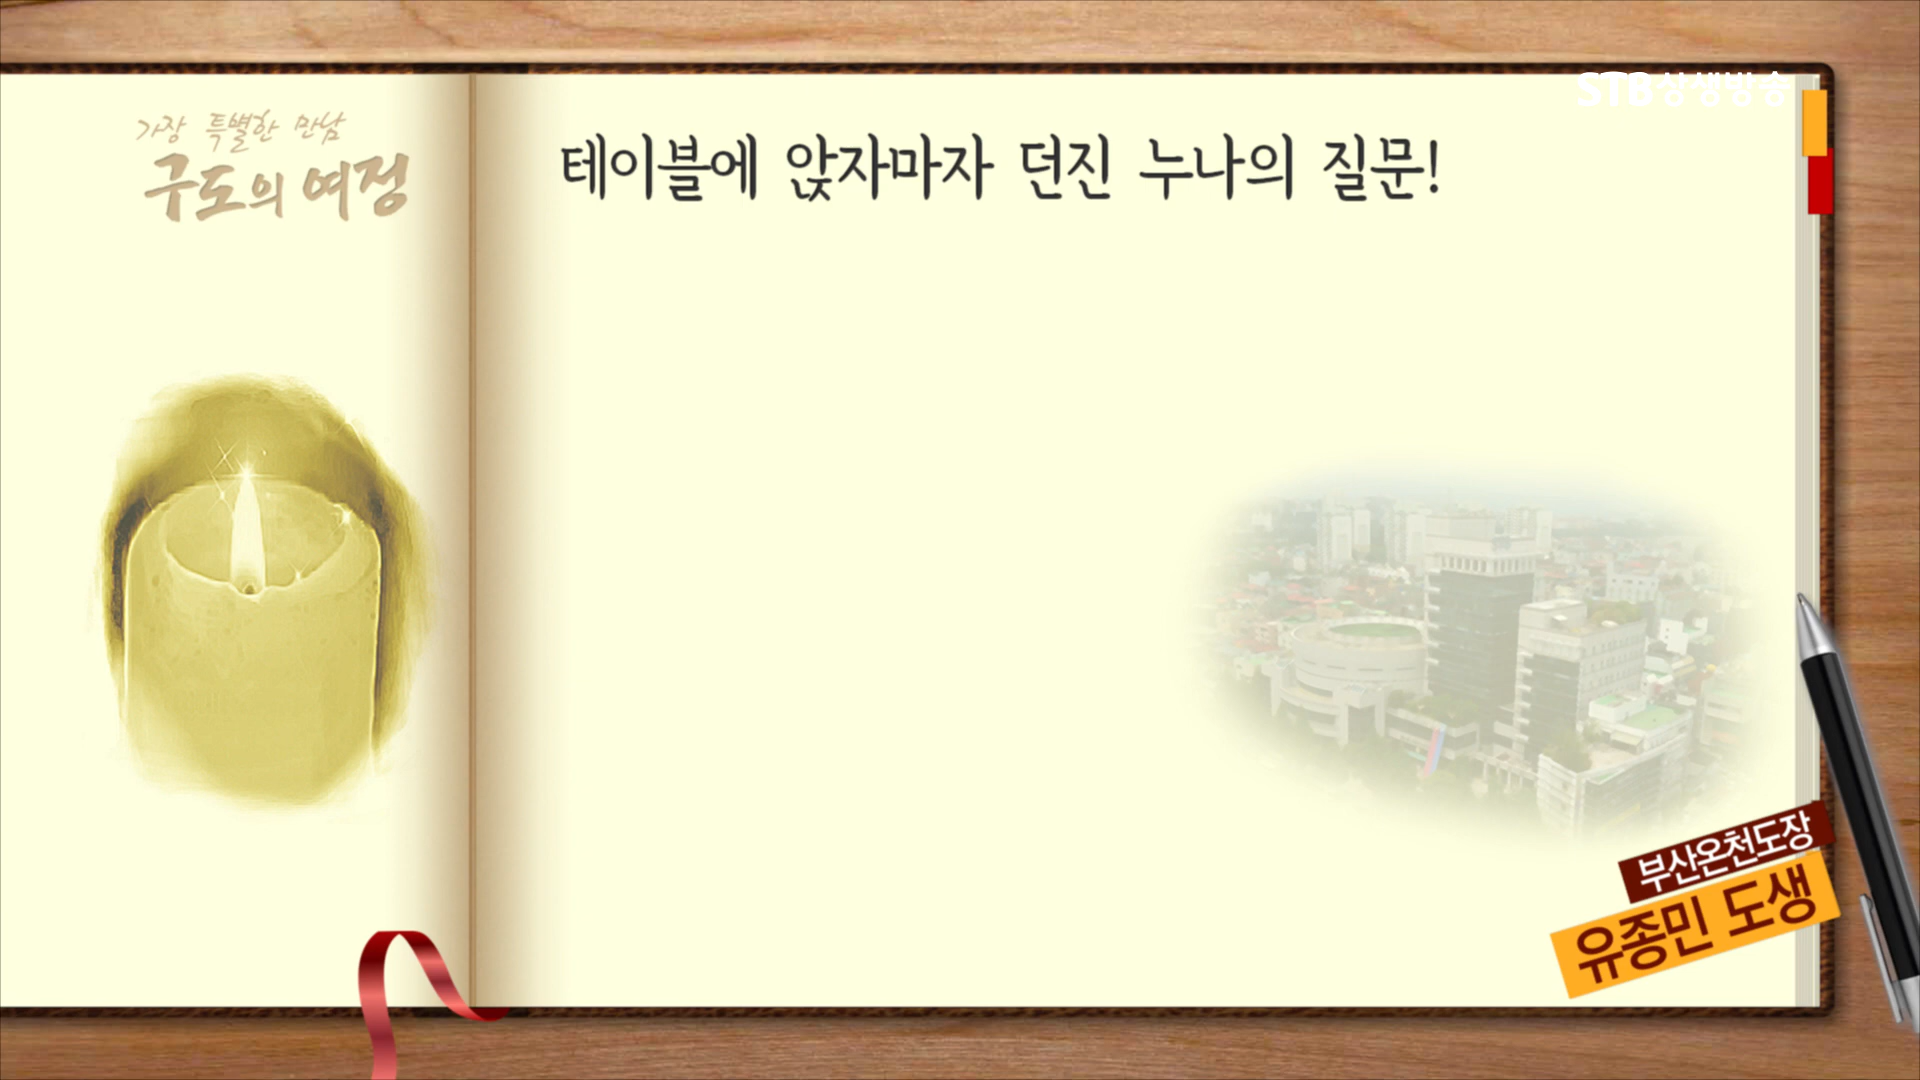 STB상생방송
가장 특별한 만남
구도의 여정
테이블에 앉자마자 던진 누나의 질문!
부산온천도장
유종민 도생